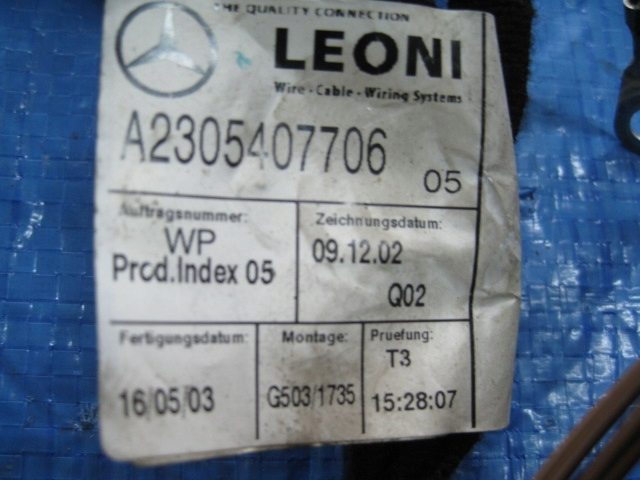 THE QUALITY CONNECTION
LEONI
Wire - Cable - Wiring Systems
A2305407706
05
Auftragsnummer:
WP
Prod.Index 05
Zeichnungsdatum:
09.12.02
Q02
Fertigungsdatum:
16/05/03
Montage:
G503/1735
Pruefung:
T3
15:28:07